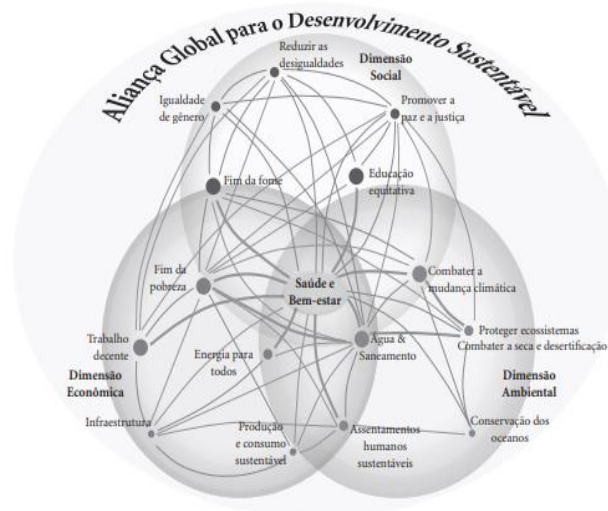 Aliança Global para o Desenvolvimento Sustentável
Reduzir as
desigualdades
Dimensão
Social
Igualdade
de gênero
Promover a
paz e a justiça
Fim da fome
Educação
equitativa
Fim da
pobreza
Saúde e
Bem-estar
Combater a
mudança climática
Trabalho
decente
Energia para
todos
Água &
Saneamento
Proteger ecossistemas
Combater a seca e desertificação
Dimensão
Econômica
Dimensão
Ambiental
Infraestrutura
Produção
e consumo
sustentável
Assentamentos
humanos
sustentáveis
Conservação dos
oceanos